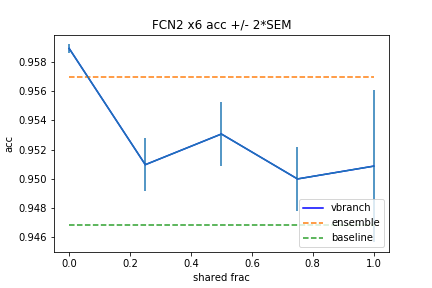 FCN2 x6 acc +/- 2*SEM
acc
0.958
0.956
0.954
0.952
0.950
0.948
0.946
vbranch
ensemble
baseline
0.0 0.2 0.4 0.6 0.8 1.0
shared frac